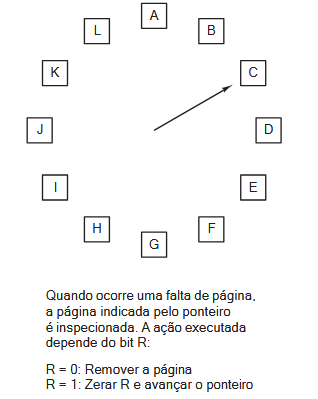 A
B
C
D
E
F
G
H
I
J
K
L
Quando ocorre uma falta de página,
a página indicada pelo ponteiro
é inspecionada. A ação executada
depende do bit R:
R = 0: Remover a página
R = 1: Zerar R e avançar o ponteiro